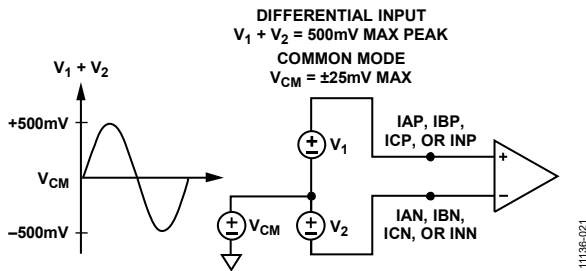 DIFFERENTIAL INPUT
V1 + V2 = 500mV MAX PEAK
COMMON MODE
VCM = ±25mV MAX
V1 + V2
+500mV
VCM
–500mV
V1
VCM
V2
IAP, IBP,
ICP, OR INP
IAN, IBN,
ICN, OR INN
+
–
11136-021